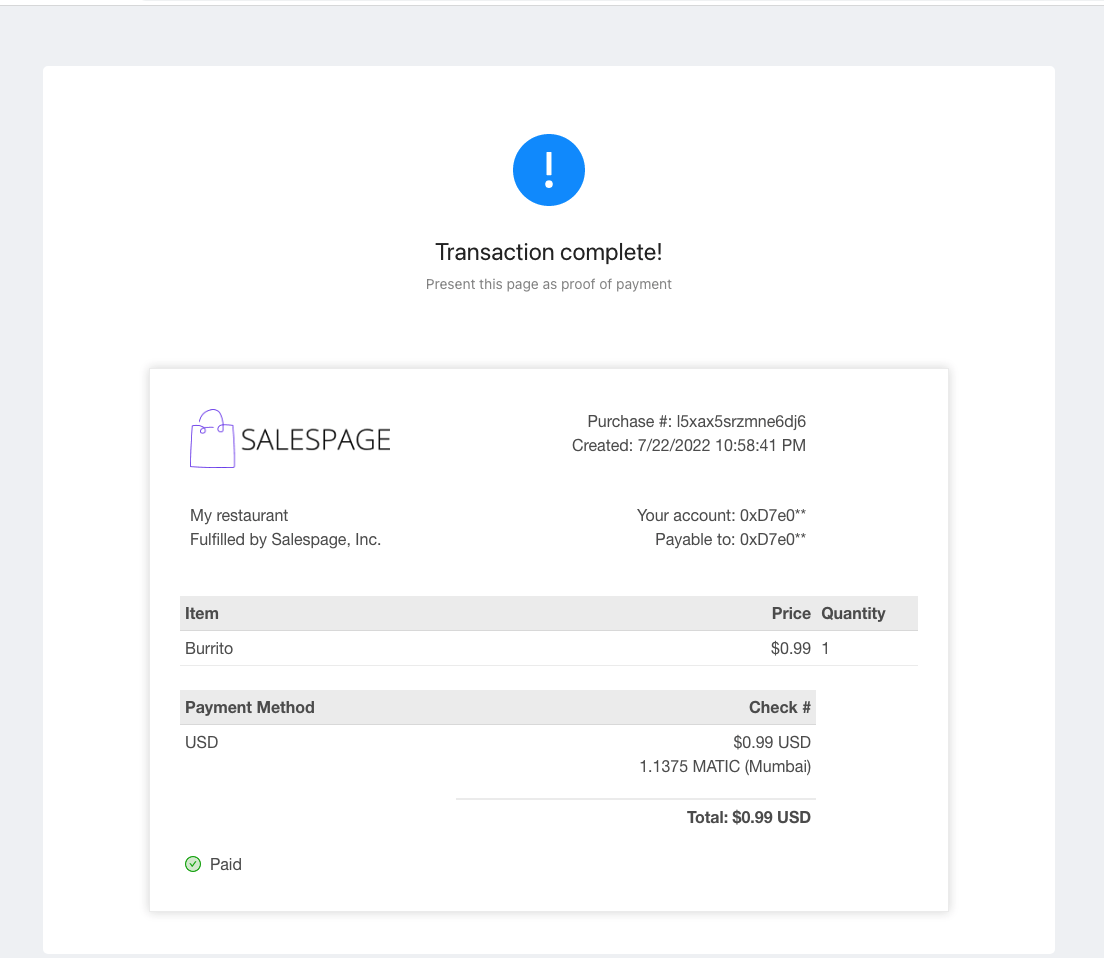 !
Transaction complete!
Present this page as proof of payment
SALESPAGE
Purchase #: l5xax5srzmne6dj6
Created: 7/22/2022 10:58:41 PM
My restaurant
Fulfilled by Salespage, Inc.
Your account: 0xD7e0**
Payable to: 0xD7e0**
Item Price Quantity
Burrito $0.99 1
Payment Method Check #
USD $0.99 USD
1.1375 MATIC (Mumbai)
Total: $0.99 USD
Paid